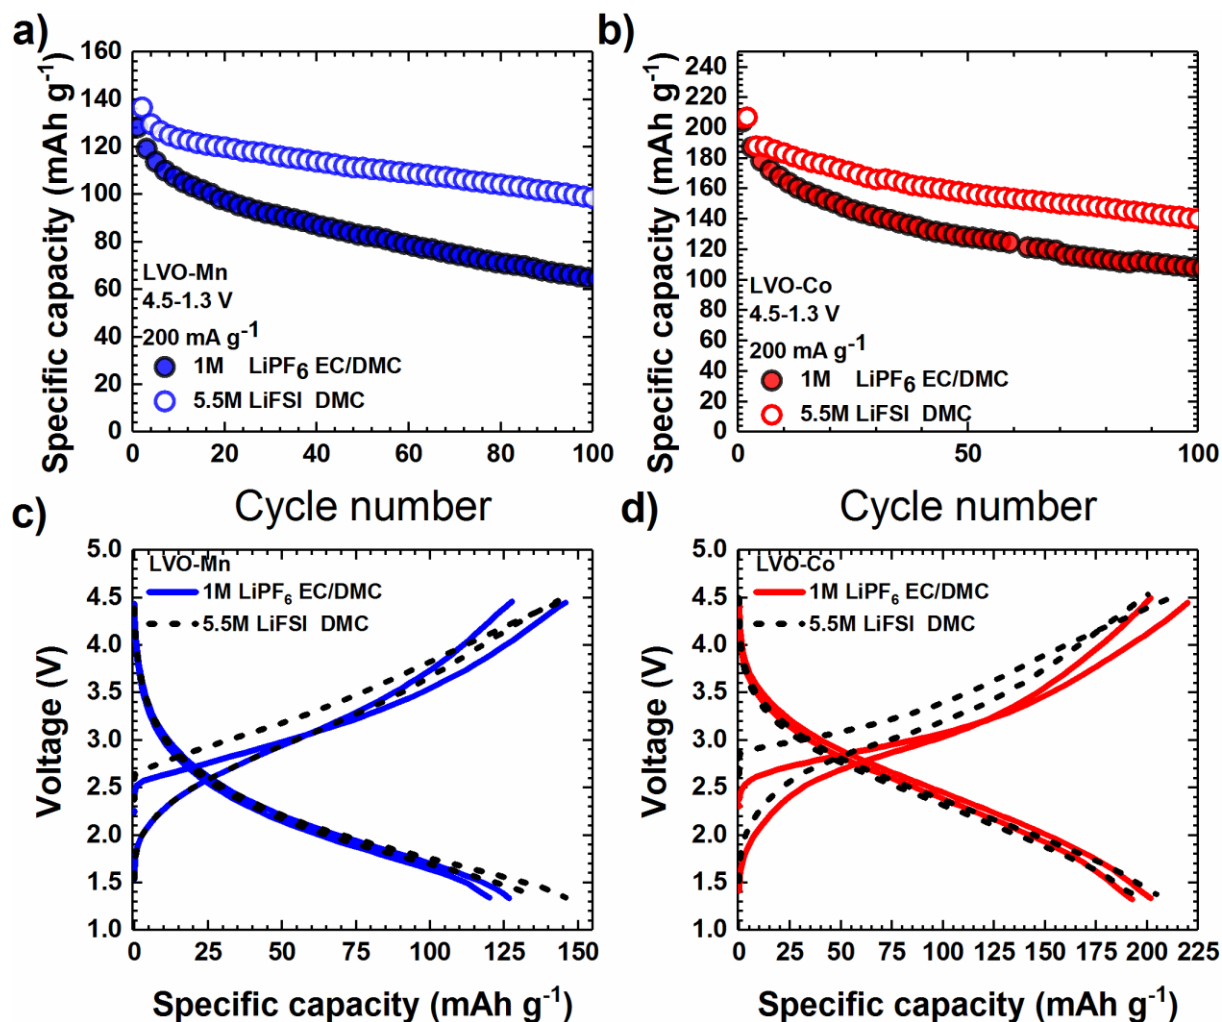 a)
Specific capacity (mAh g⁻¹)
160
140
120
100
80
60
40
20
0
LVO-Mn
4.5-1.3 V
200 mA g⁻¹
1M LiPF₆ EC/DMC
5.5M LiFSI DMC
0 20 40 60 80 100
Cycle number
b)
Specific capacity (mAh g⁻¹)
240
220
200
180
160
140
120
100
80
60
40
20
0
LVO-Co
4.5-1.3 V
200 mA g⁻¹
1M LiPF₆ EC/DMC
5.5M LiFSI DMC
0 50 100
Cycle number
c)
Voltage (V)
5.0
4.5
4.0
3.5
3.0
2.5
2.0
1.5
1.0
LVO-Mn
1M LiPF₆ EC/DMC
5.5M LiFSI DMC
0 25 50 75 100 125 150
Specific capacity (mAh g⁻¹)
d)
Voltage (V)
5.0
4.5
4.0
3.5
3.0
2.5
2.0
1.5
1.0
LVO-Co
1M LiPF₆ EC/DMC
5.5M LiFSI DMC
0 25 50 75 100 125 150 175 200 225
Specific capacity (mAh g⁻¹)